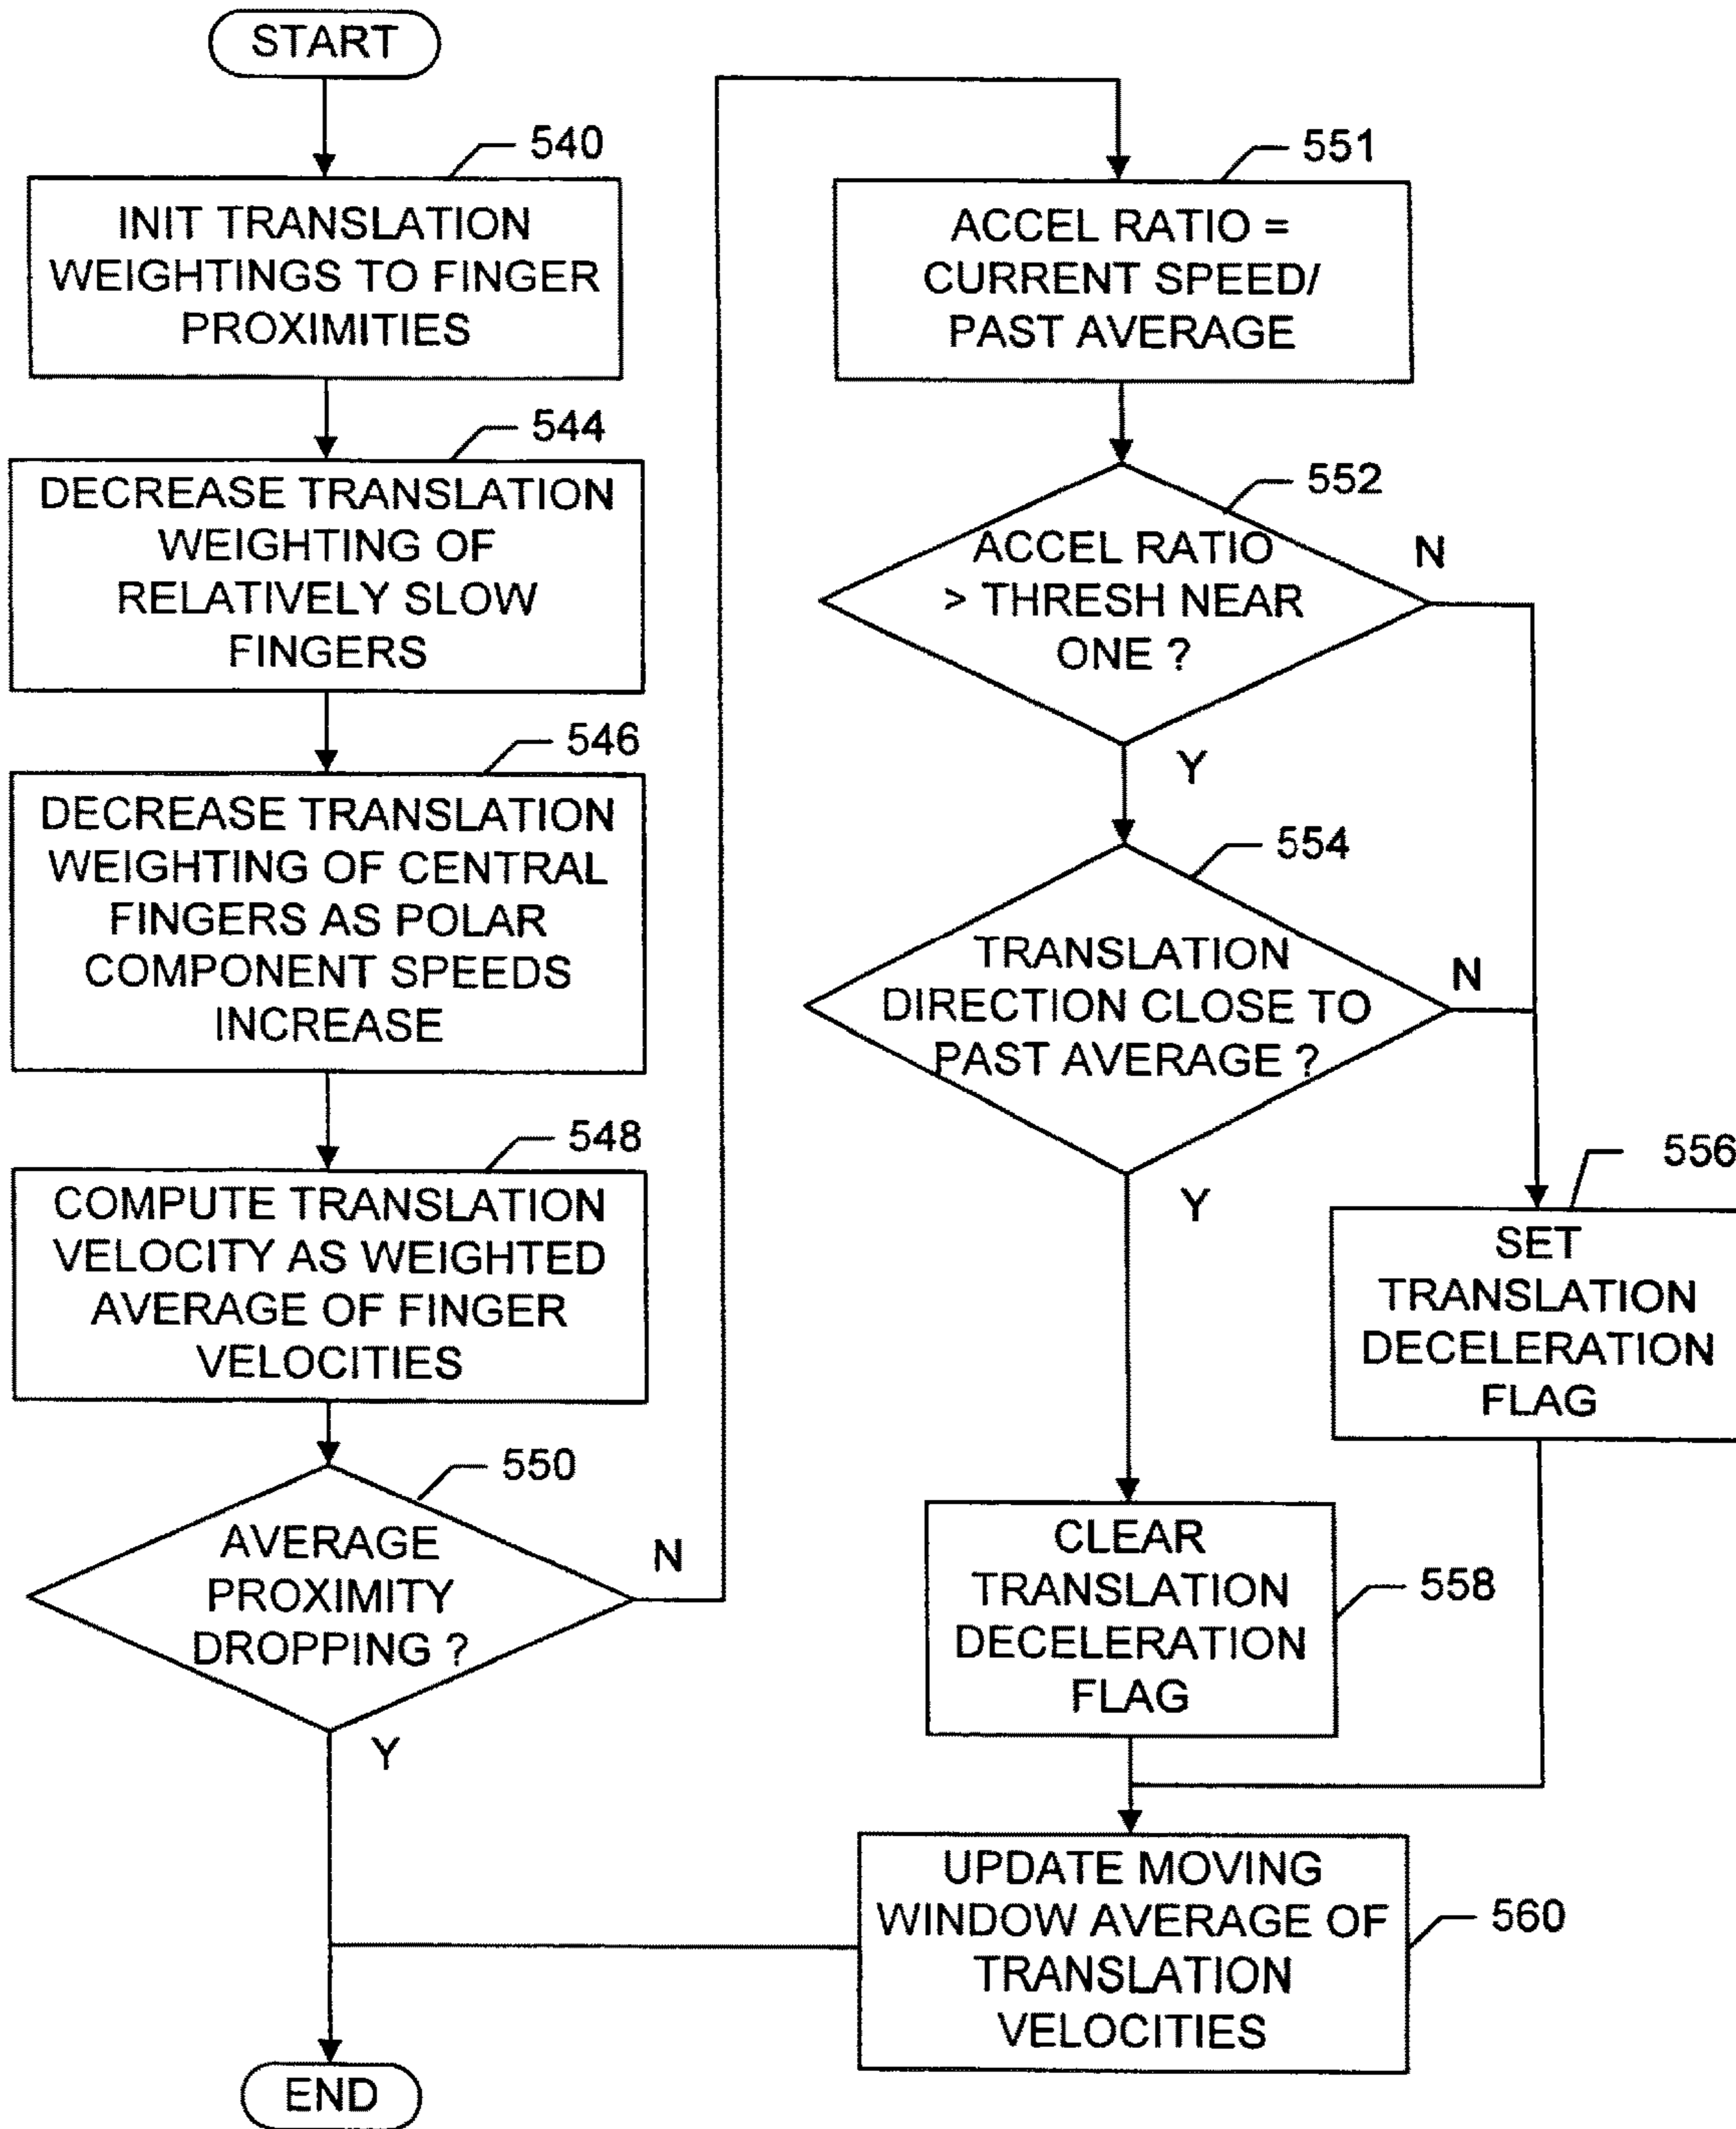 START
540
INIT TRANSLATION
WEIGHTINGS TO FINGER
PROXIMITIES
544
DECREASE TRANSLATION
WEIGHTING OF
RELATIVELY SLOW
FINGERS
546
DECREASE TRANSLATION
WEIGHTING OF CENTRAL
FINGERS AS POLAR
COMPONENT SPEEDS
INCREASE
548
COMPUTE TRANSLATION
VELOCITY AS WEIGHTED
AVERAGE OF FINGER
VELOCITIES
550
AVERAGE
PROXIMITY
DROPPING ?
N
Y
551
ACCEL RATIO =
CURRENT SPEED/
PAST AVERAGE
552
ACCEL RATIO
> THRESH NEAR
ONE ?
N
Y
554
TRANSLATION
DIRECTION CLOSE TO
PAST AVERAGE ?
N
Y
556
SET
TRANSLATION
DECELERATION
FLAG
558
CLEAR
TRANSLATION
DECELERATION
FLAG
560
UPDATE MOVING
WINDOW AVERAGE OF
TRANSLATION
VELOCITIES
END